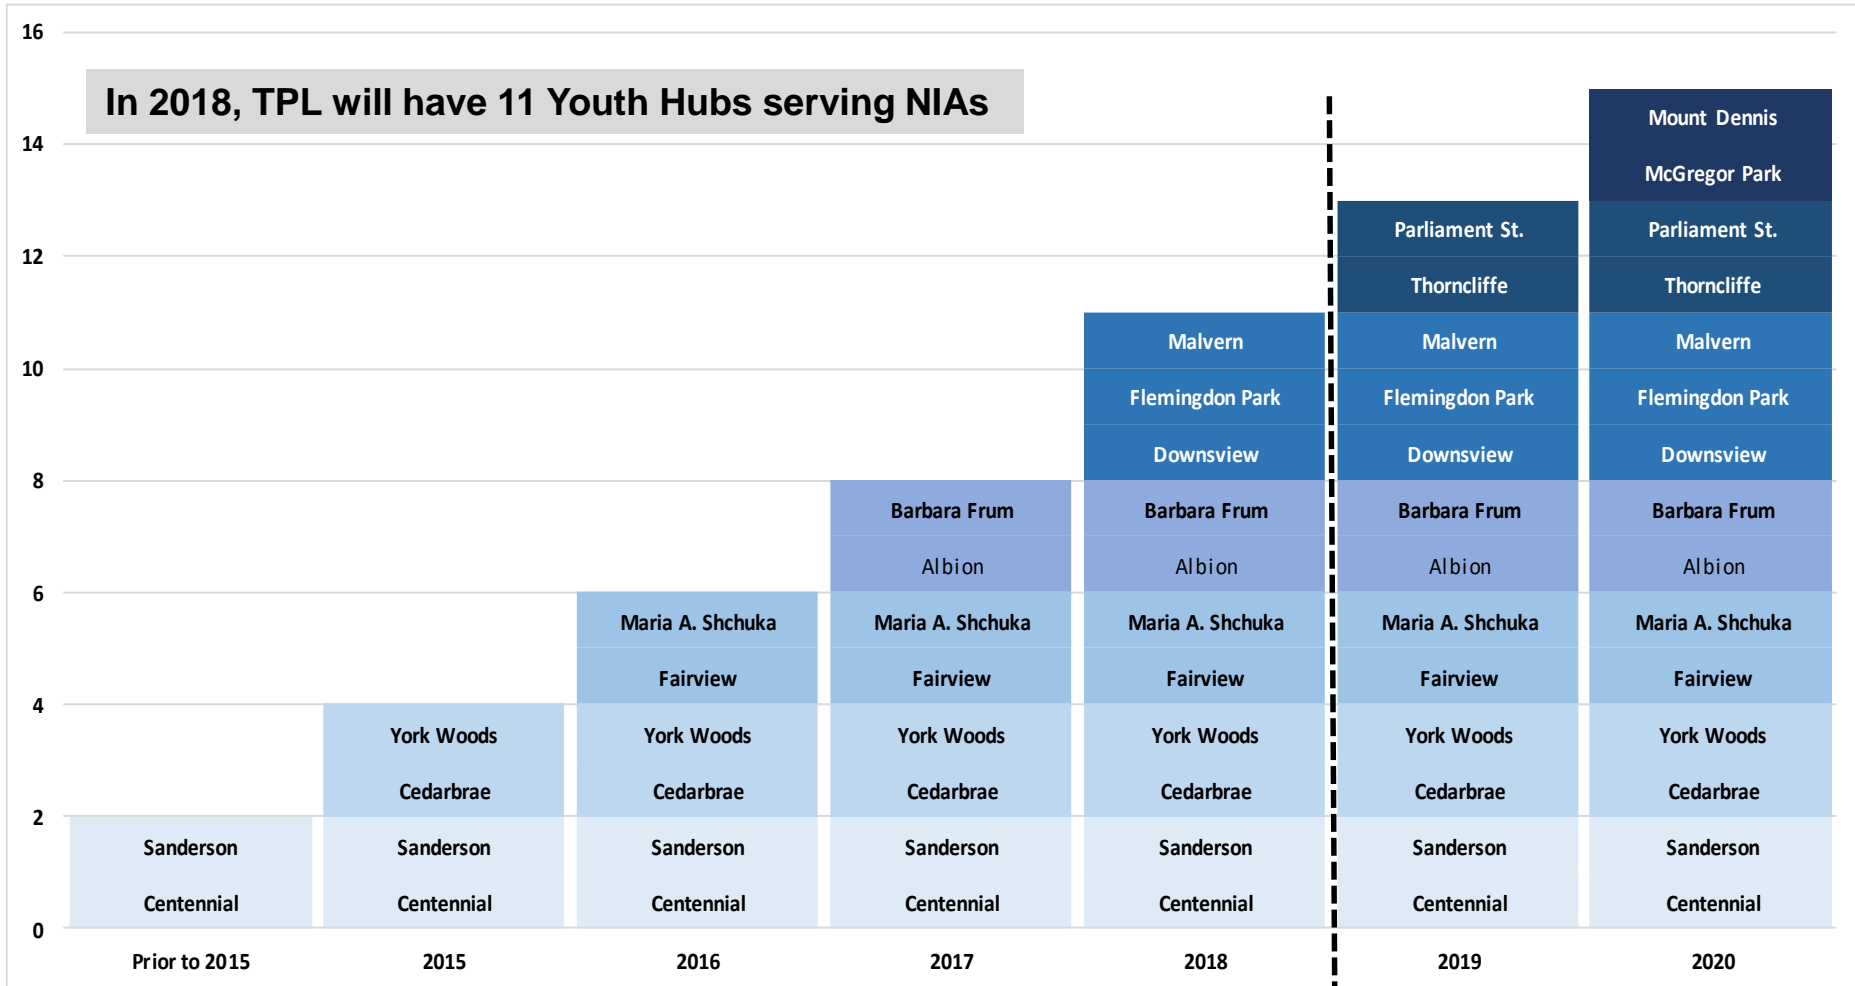 16
In 2018, TPL will have 11 Youth Hubs serving NIAs
14
12
10
8
6
4
2
0
Sanderson
Centennial
York Woods
Cedarbrae
Sanderson
Centennial
Maria A. Shchuka
Fairview
York Woods
Cedarbrae
Sanderson
Centennial
Barbara Frum
Albion
Maria A. Shchuka
Fairview
York Woods
Cedarbrae
Sanderson
Centennial
Malvern
Flemingdon Park
Downsview
Barbara Frum
Albion
Maria A. Shchuka
Fairview
York Woods
Cedarbrae
Sanderson
Centennial
Parliament St.
Thorncliffe
Malvern
Flemingdon Park
Downsview
Barbara Frum
Albion
Maria A. Shchuka
Fairview
York Woods
Cedarbrae
Sanderson
Centennial
Mount Dennis
McGregor Park
Parliament St.
Thorncliffe
Malvern
Flemingdon Park
Downsview
Barbara Frum
Albion
Maria A. Shchuka
Fairview
York Woods
Cedarbrae
Sanderson
Centennial
Prior to 2015
2015
2016
2017
2018
2019
2020